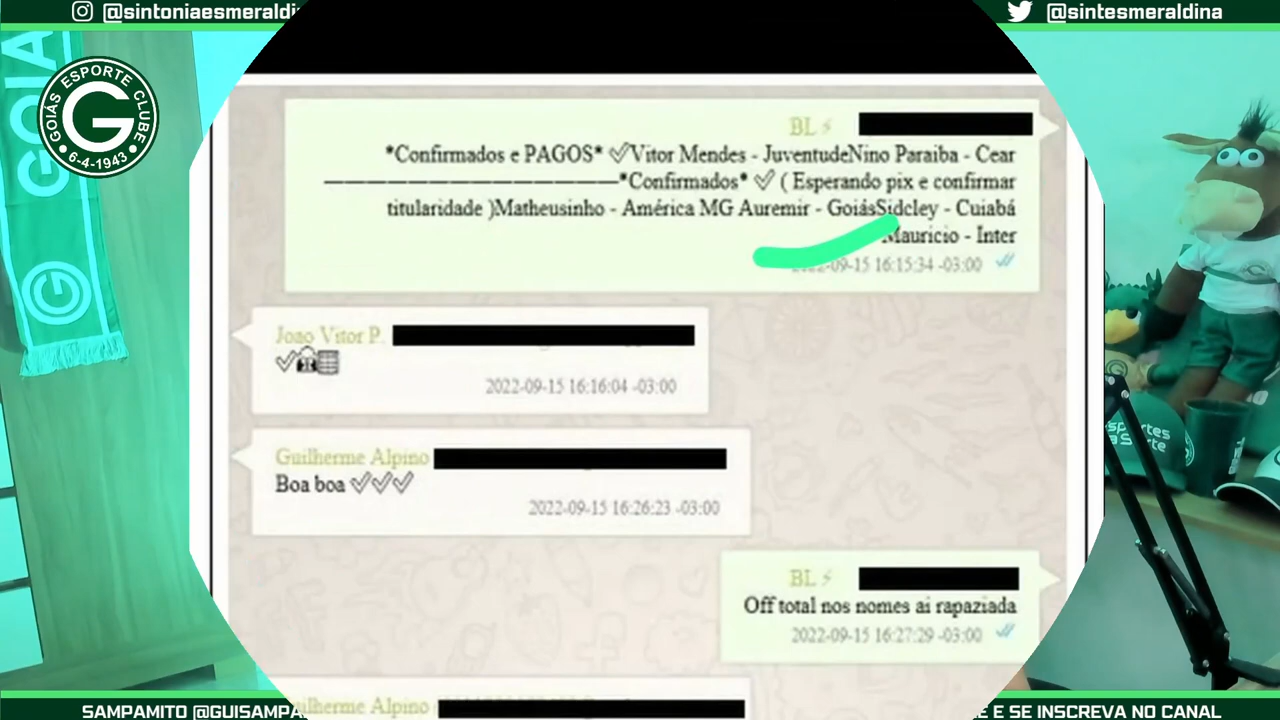 @sintoniaesmeraldi
@sintesmeraldina
GOIÁS ESPORTE CLUBE
G
6-4-1943
GOIÁ
BL⚡
*Confirmados e PAGOS* ✓Vitor Mendes - JuventudeNino Paraiba - Cear
————————————————*Confirmados* ✓ ( Esperando pix e confirmar
titularidade )Matheusinho - América MG Auremir - GoiásSidcley - Cuiabá
Mauricio - Inter
2022-09-15 16:15:34 -03:00
Joao Vitor P.
2022-09-15 16:16:04 -03:00
Guilherme Alpino
Boa boa ✓✓✓
2022-09-15 16:26:23 -03:00
BL⚡
Off total nos nomes ai rapaziada
2022-09-15 16:27:29 -03:00
Guilherme Alpino
SAMPAMITO @GUISAMPA
E E SE INSCREVA NO CANAL